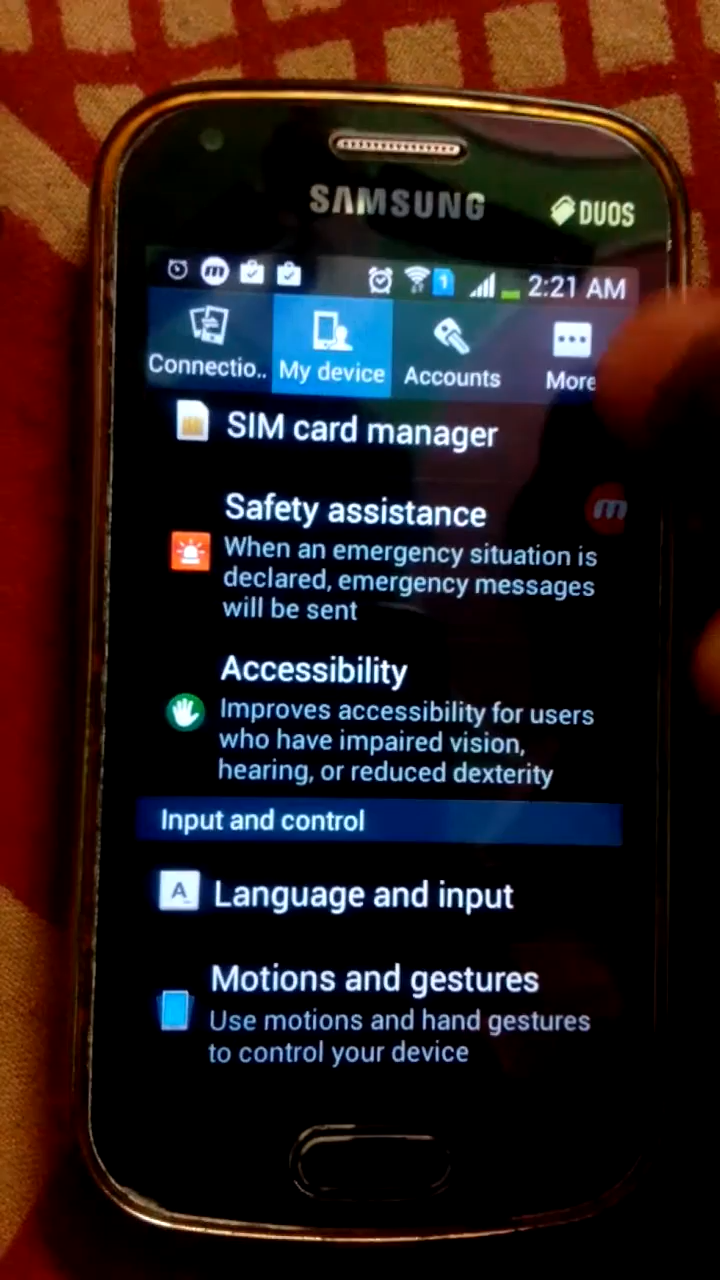 SAMSUNG
DUOS
m
1
2:21 AM
Connectio..
My device
Accounts
More
SIM card manager
Safety assistance
m
When an emergency situation is
declared, emergency messages
will be sent
Accessibility
Improves accessibility for users
who have impaired vision,
hearing, or reduced dexterity
Input and control
A
Language and input
Motions and gestures
Use motions and hand gestures
to control your device